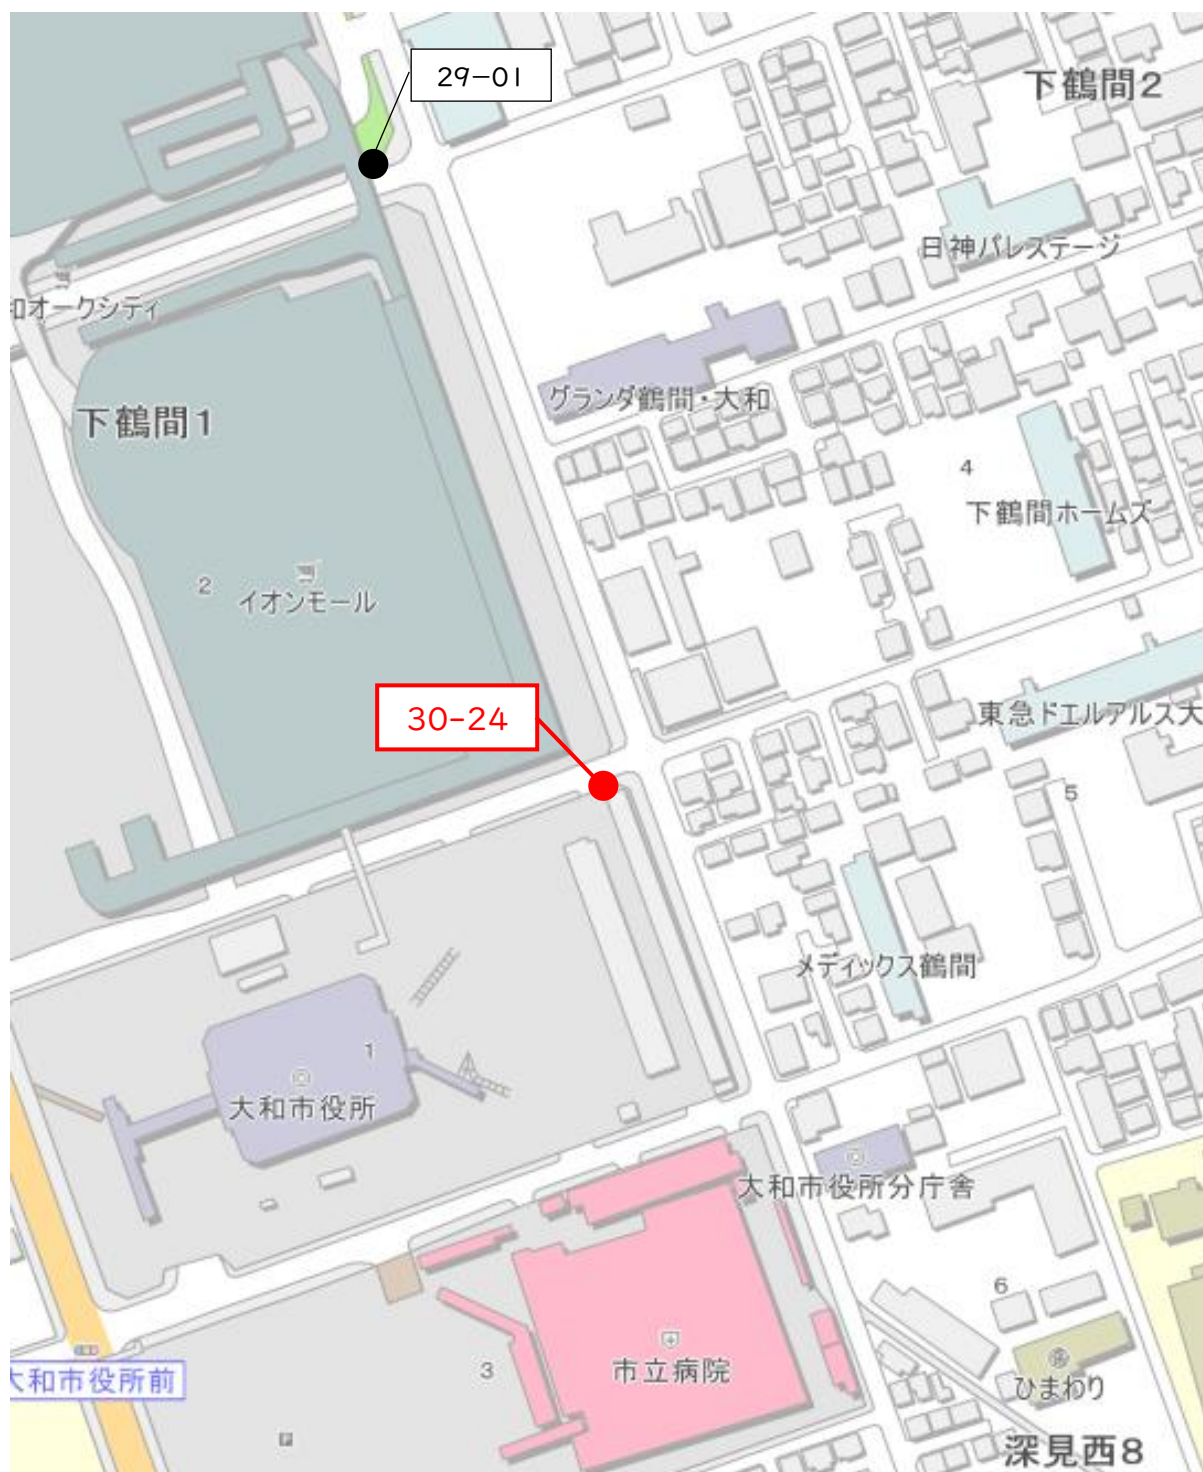 29-01
下鶴間2
日神パレステージ
和オークシティ
グランダ鶴間・大和
下鶴間1
4
下鶴間ホームズ
2
イオンモール
30-24
東急ドエルアルス大
5
メディックス鶴間
1
大和市役所
大和市役所分庁舎
6
3
市立病院
大和市役所前
ひまわり
P
深見西8